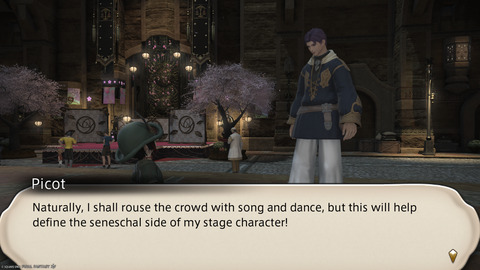 Picot
Naturally, I shall rouse the crowd with song and dance, but this will help
define the seneschal side of my stage character!